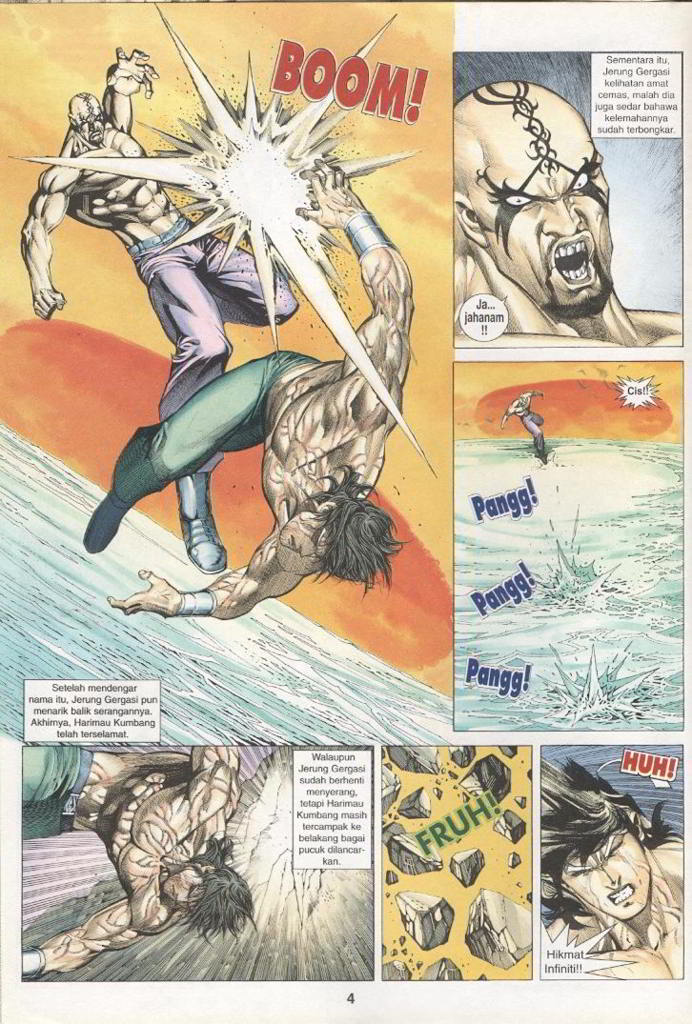 BOOM!
Sementara itu,
Jerung Gergasi
kelihatan amat
cemas, malah dia
juga sedar bahawa
kelemahannya
sudah terbongkar.
Ja...
jahanam
!!
Cis!!
Pangg!
Pangg!
Pangg!
Setelah mendengar
nama itu, Jerung Gergasi pun
menarik balik serangannya.
Akhirnya, Harimau Kumbang
telah terselamat.
Walaupun
Jerung Gergasi
sudah berhenti
menyerang,
tetapi Harimau
Kumbang masih
tercampak ke
belakang bagai
pucuk dilancar-
kan.
FRUH!
HUH!
Hikmat
Infiniti!!
4